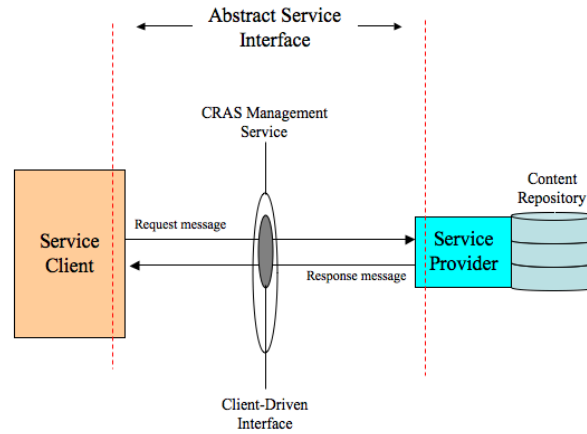 Abstract Service
Interface
CRAS Management
Service
Content
Repository
Request message
Service
Client
Service
Provider
Response message
Client-Driven
Interface